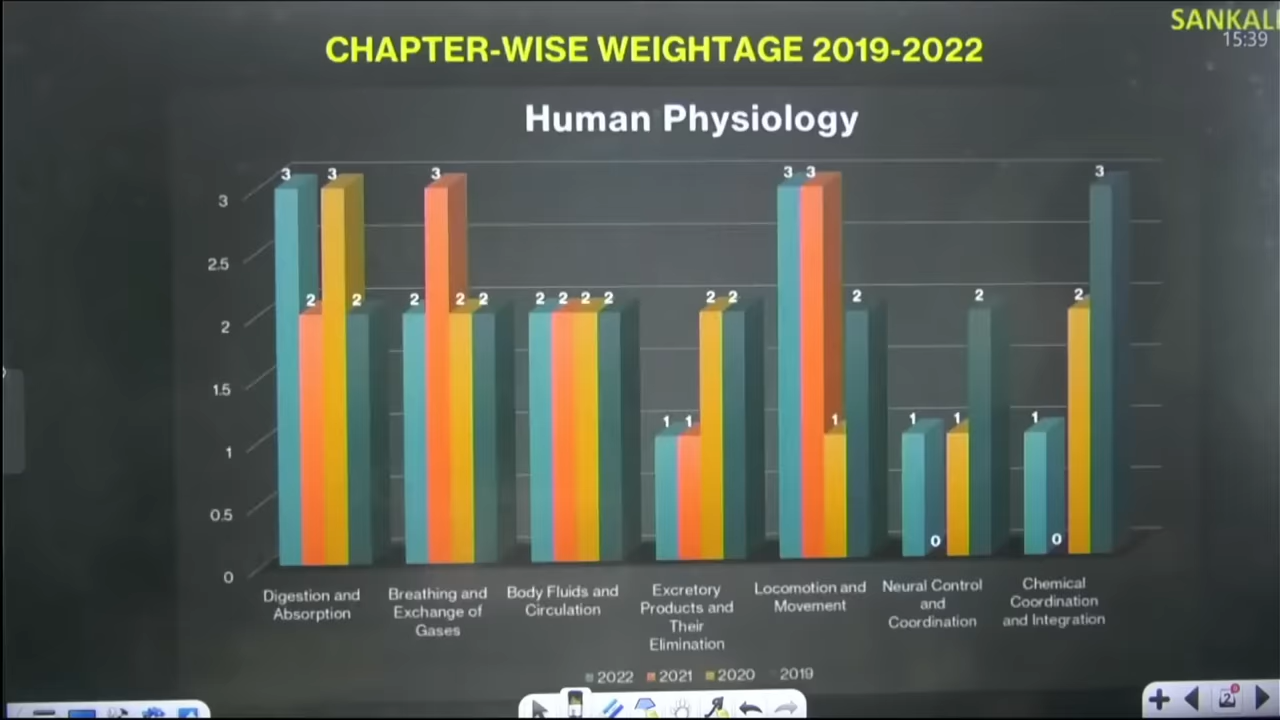 SANKAL
15:39
CHAPTER-WISE WEIGHTAGE 2019-2022
Human Physiology
3 2 3 2 2 3 2 2 2 2 2 2 1 1 2 2 3 3 1 2 1 0 1 2 1 0 2 3
3
2.5
2
1.5
1
0.5
0
Digestion and
Absorption
Breathing and
Exchange of
Gases
Body Fluids and
Circulation
Excretory
Products and
Their
Elimination
Locomotion and
Movement
Neural Control
and
Coordination
Chemical
Coordination
and Integration
2022 2021 2020 2019
2